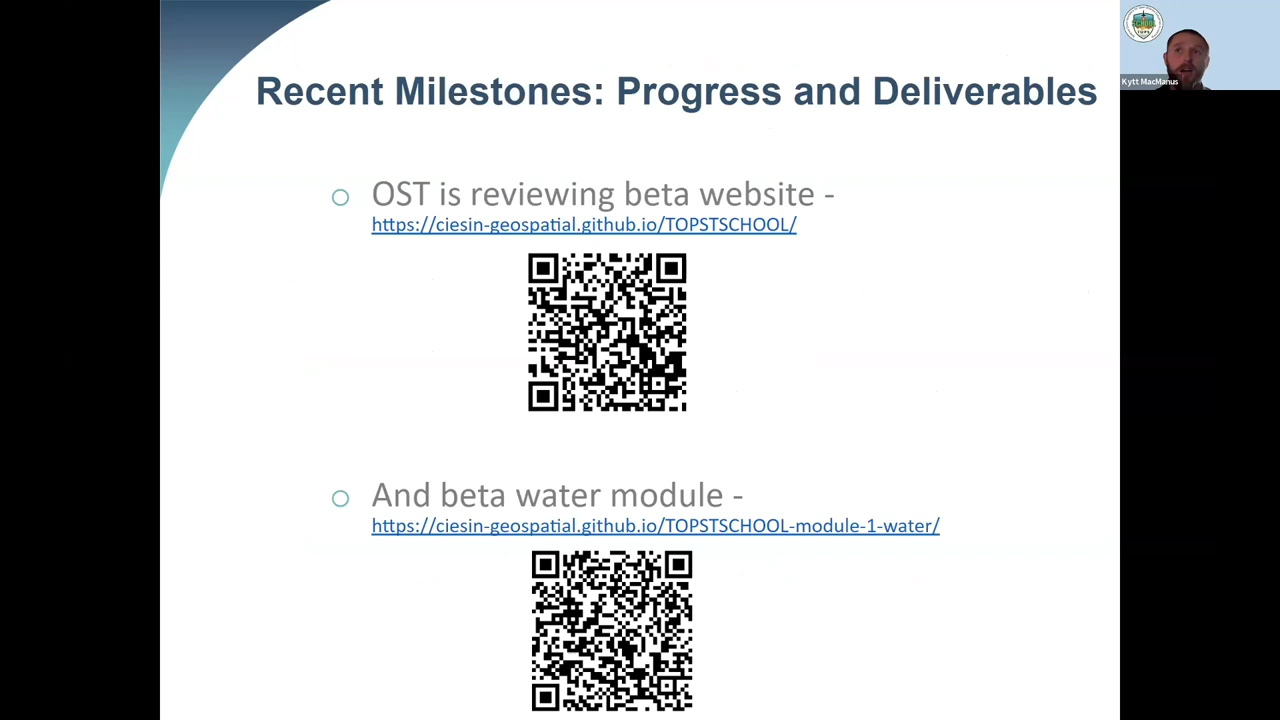 Recent Milestones: Progress and Deliverables
OST is reviewing beta website -
https://ciesin-geospatial.github.io/TOPSTSCHOOL/
And beta water module -
https://ciesin-geospatial.github.io/TOPSTSCHOOL-module-1-water/
SCHOOL
Kytt MacManus